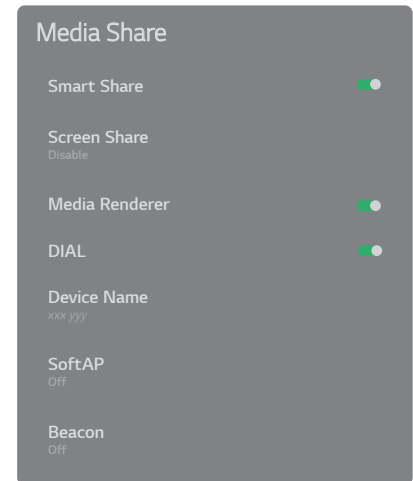 Media Share
Smart Share
Screen Share
Disable
Media Renderer
DIAL
Device Name
xxx yyy
SoftAP
Off
Beacon
Off